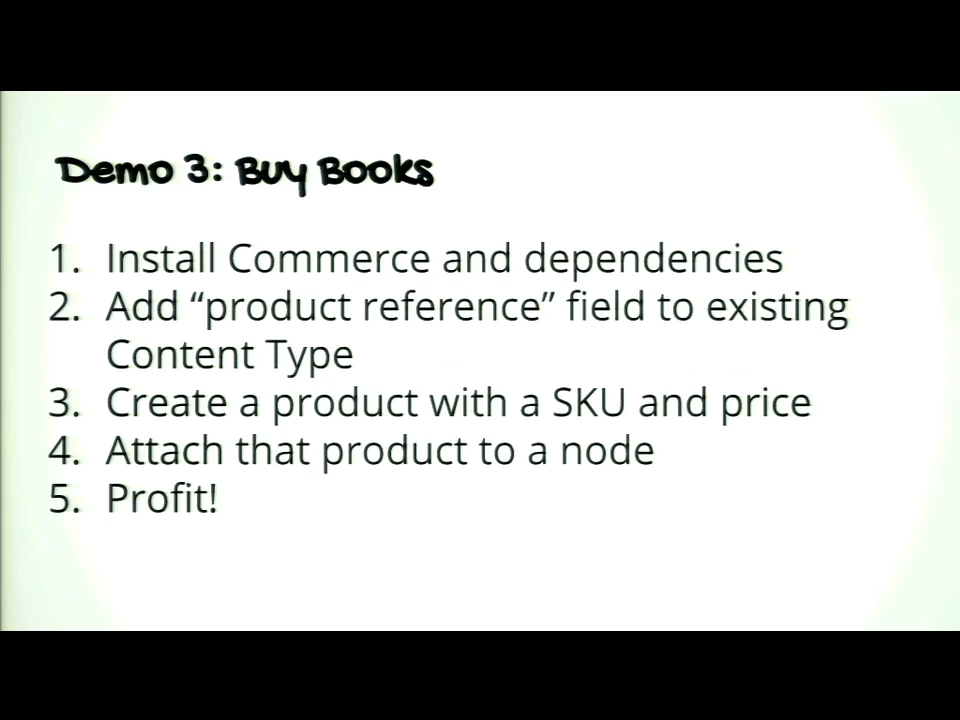 Demo 3: Buy Books
1. Install Commerce and dependencies
2. Add “product reference” field to existing
Content Type
3. Create a product with a SKU and price
4. Attach that product to a node
5. Profit!